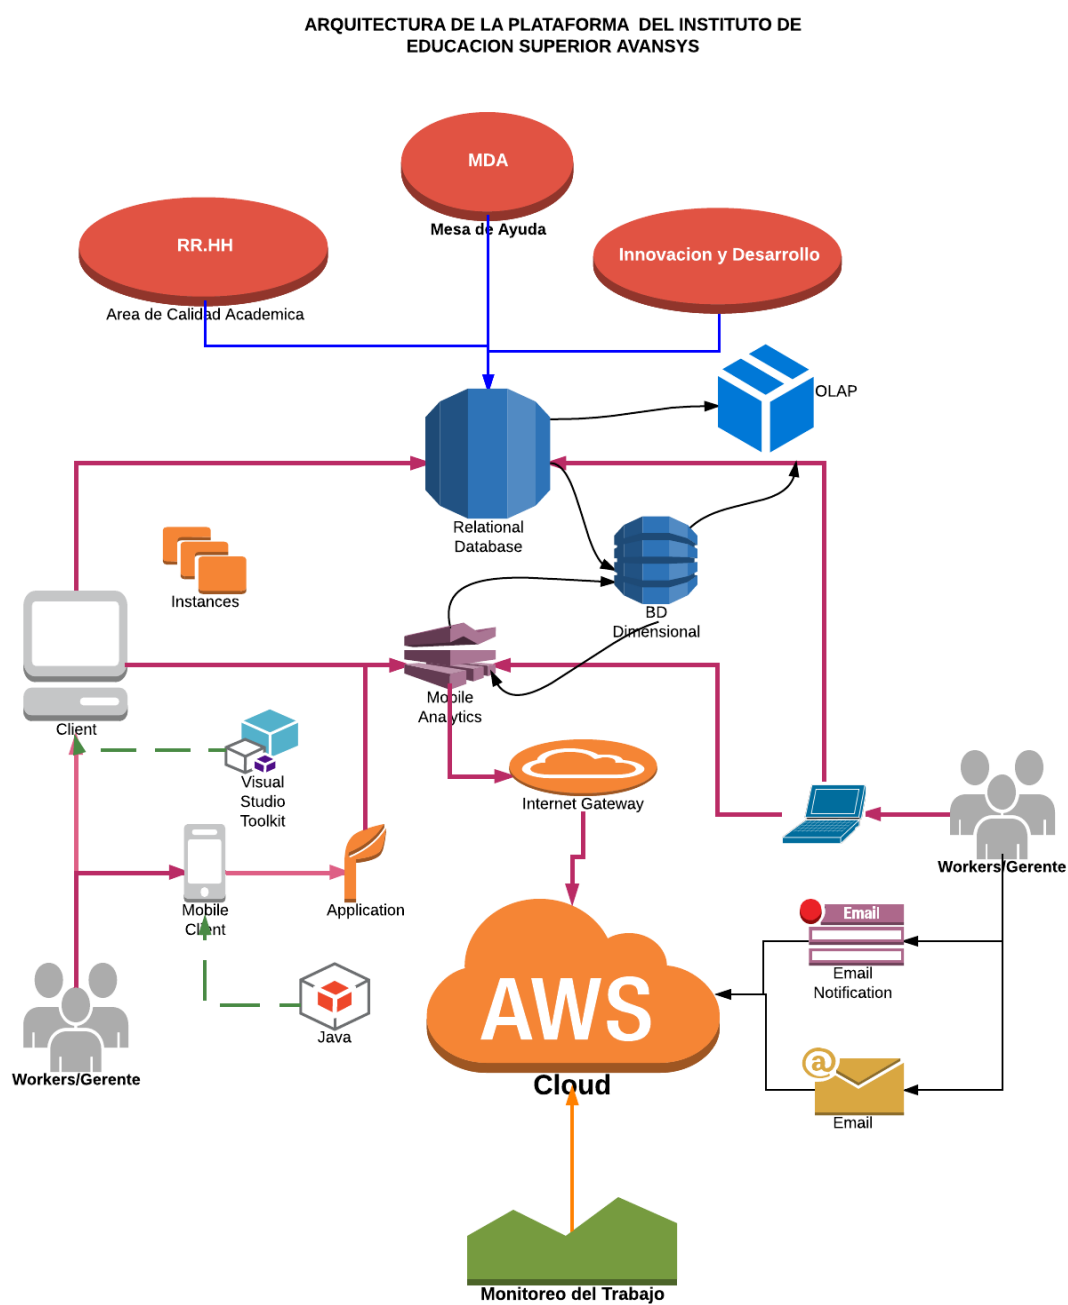 ARQUITECTURA DE LA PLATAFORMA DEL INSTITUTO DE
EDUCACION SUPERIOR AVANSYS
MDA
Mesa de Ayuda
RR.HH
Area de Calidad Academica
Innovacion y Desarrollo
OLAP
Relational
Database
Instances
BD
Dimensional
Mobile
Analytics
Client
Visual
Studio
Toolkit
Internet Gateway
Mobile
Client
Application
Workers/Gerente
Email
Email
Notification
AWS
Cloud
Java
Workers/Gerente
@
Email
Monitoreo del Trabajo